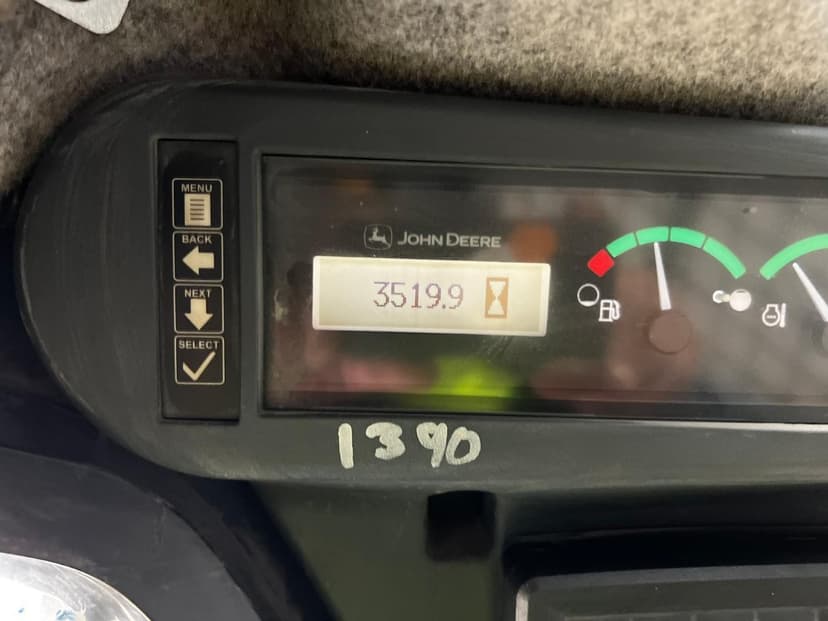 MENU
BACK
NEXT
SELECT
JOHN DEERE
3519.9
1390